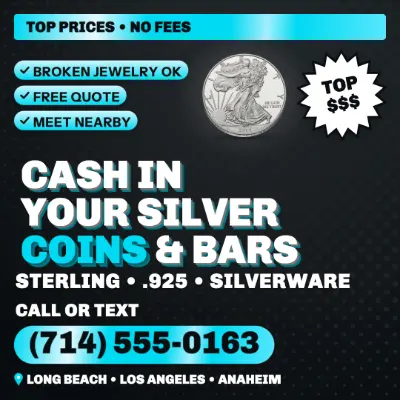 TOP PRICES • NO FEES
✓ BROKEN JEWELRY OK
✓ FREE QUOTE
✓ MEET NEARBY
TOP
$$$
CASH IN
YOUR SILVER
COINS & BARS
STERLING • .925 • SILVERWARE
CALL OR TEXT
(714) 555-0163
LONG BEACH • LOS ANGELES • ANAHEIM